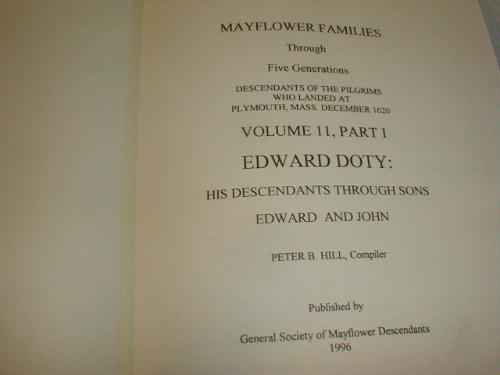 MAYFLOWER FAMILIES
Through
Five Generations
DESCENDANTS OF THE PILGRIMS
WHO LANDED AT
PLYMOUTH, MASS. DECEMBER 1620
VOLUME 11, PART 1
EDWARD DOTY:
HIS DESCENDANTS THROUGH SONS
EDWARD AND JOHN
PETER B. HILL, Compiler
Published by
General Society of Mayflower Descendants
1996